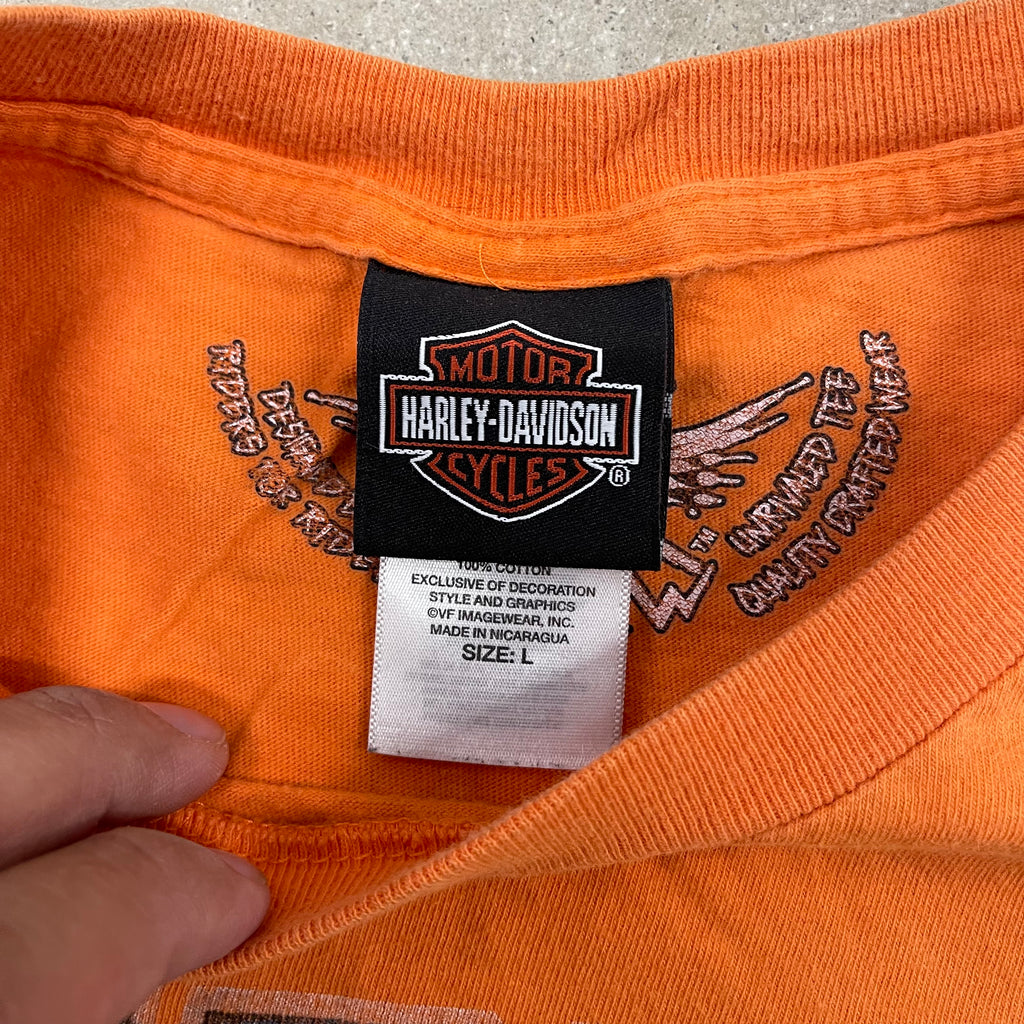 MOTOR
HARLEY-DAVIDSON
CYCLES
®
100% COTTON
EXCLUSIVE OF DECORATION
STYLE AND GRAPHICS
©VF IMAGEWEAR, INC.
MADE IN NICARAGUA
SIZE: L
RIDERS FOR
UNRIVALED TEE
QUALITY CRAFTED WEAR
TM